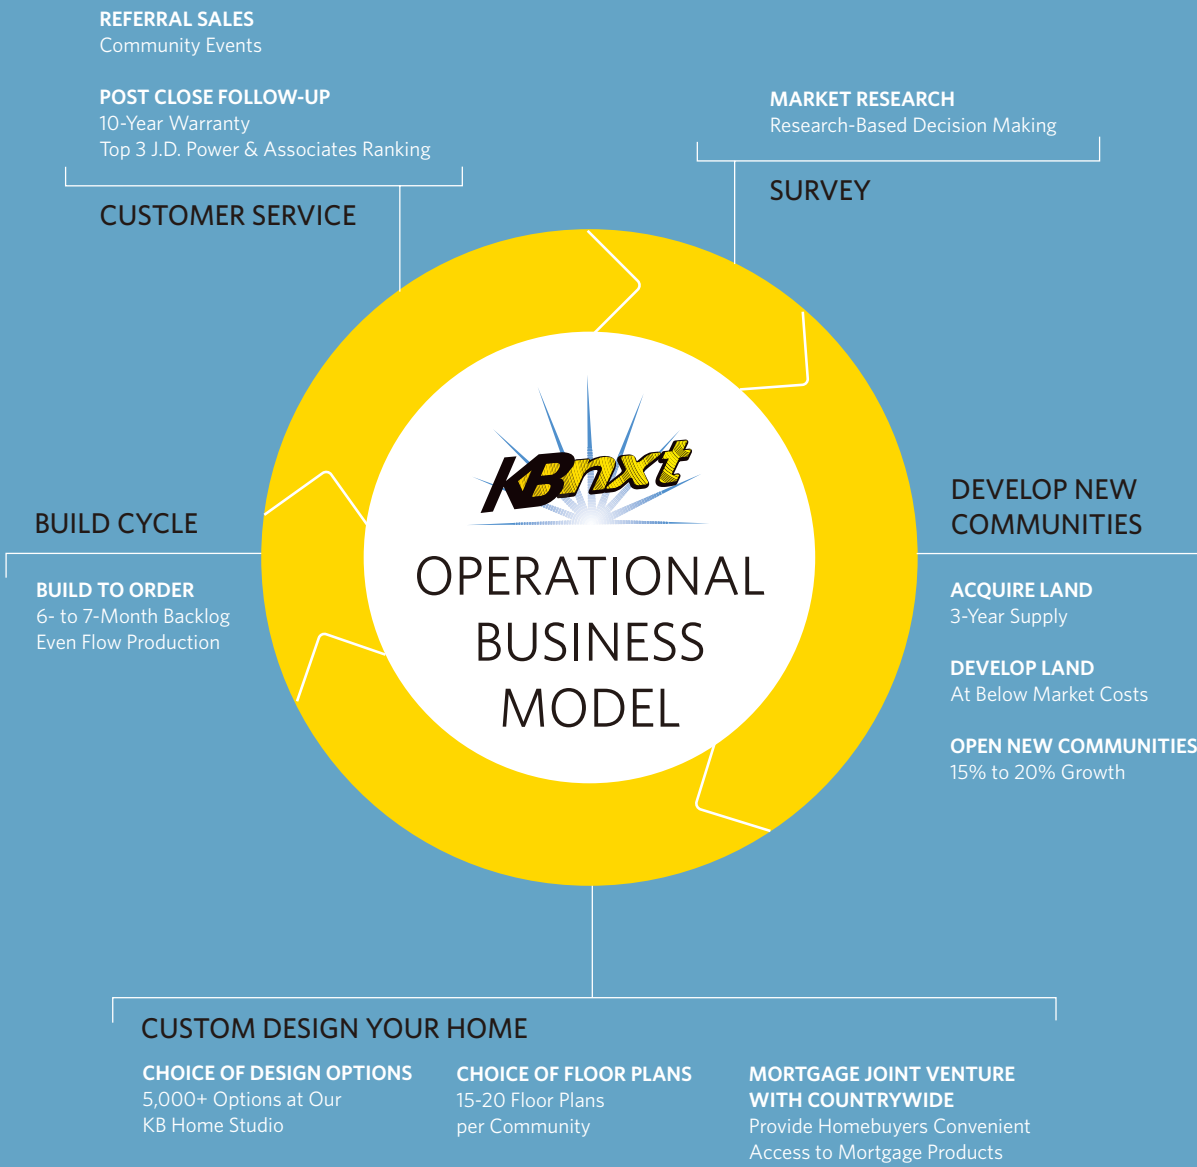 REFERRAL SALES
Community Events
POST CLOSE FOLLOW-UP
10-Year Warranty
Top 3 J.D. Power & Associates Ranking
CUSTOMER SERVICE
MARKET RESEARCH
Research-Based Decision Making
SURVEY
KBnxt
OPERATIONAL
BUSINESS
MODEL
BUILD CYCLE
BUILD TO ORDER
6- to 7-Month Backlog
Even Flow Production
DEVELOP NEW
COMMUNITIES
ACQUIRE LAND
3-Year Supply
DEVELOP LAND
At Below Market Costs
OPEN NEW COMMUNITIES
15% to 20% Growth
CUSTOM DESIGN YOUR HOME
CHOICE OF DESIGN OPTIONS
5,000+ Options at Our
KB Home Studio
CHOICE OF FLOOR PLANS
15-20 Floor Plans
per Community
MORTGAGE JOINT VENTURE
WITH COUNTRYWIDE
Provide Homebuyers Convenient
Access to Mortgage Products